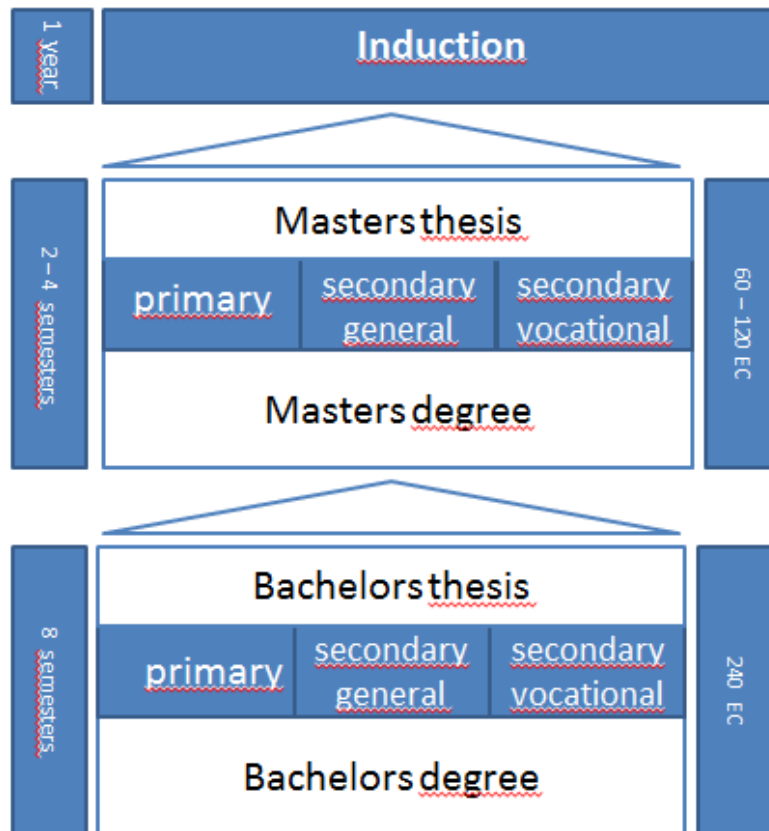 1 year
Induction
2 – 4 semesters
Masters thesis
primary
secondary
general
secondary
vocational
Masters degree
60 – 120 EC
8 semesters
Bachelors thesis
primary
secondary
general
secondary
vocational
Bachelors degree
240 EC